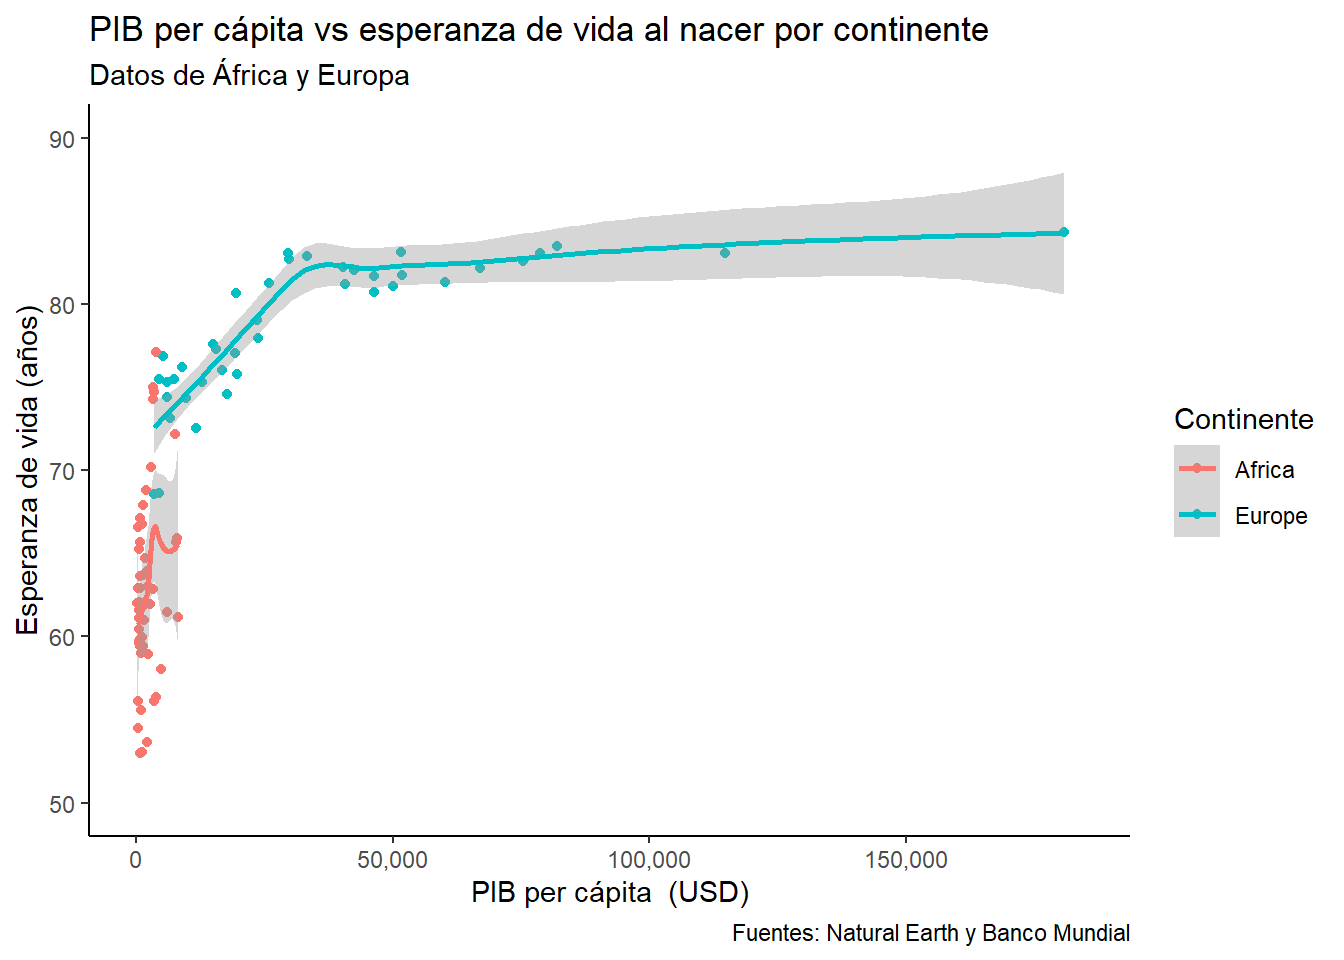 PIB per cápita vs esperanza de vida al nacer por continente
Datos de África y Europa
Esperanza de vida (años)
90
80
70
60
50
0
50,000
100,000
150,000
PIB per cápita  (USD)
Continente
Africa
Europe
Fuentes: Natural Earth y Banco Mundial